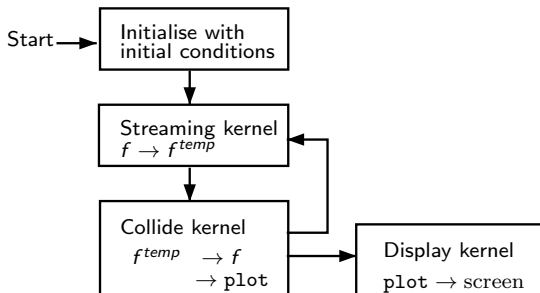 Start
Initialise with
initial conditions
Streaming kernel
f → f^temp
Collide kernel
f^temp → f
→ plot
Display kernel
plot → screen